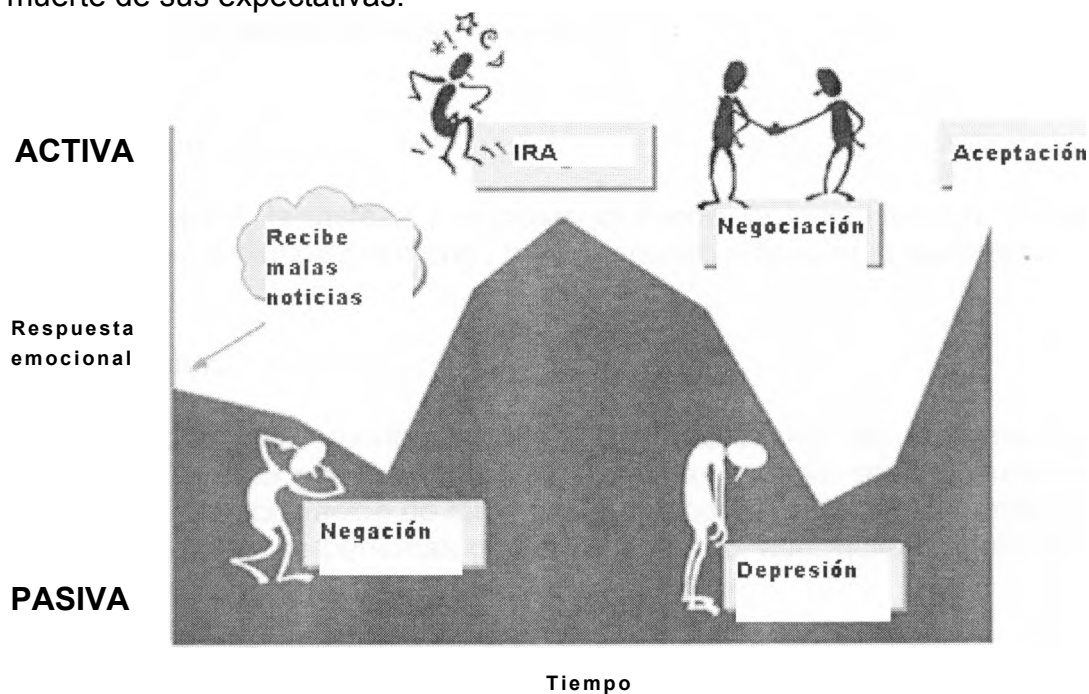 muerte de sus expectativas.
ACTIVA
IRA
Aceptación
Negociación
Recibe
malas
noticias
Respuesta
emocional
Negación
Depresión
PASIVA
Tiempo